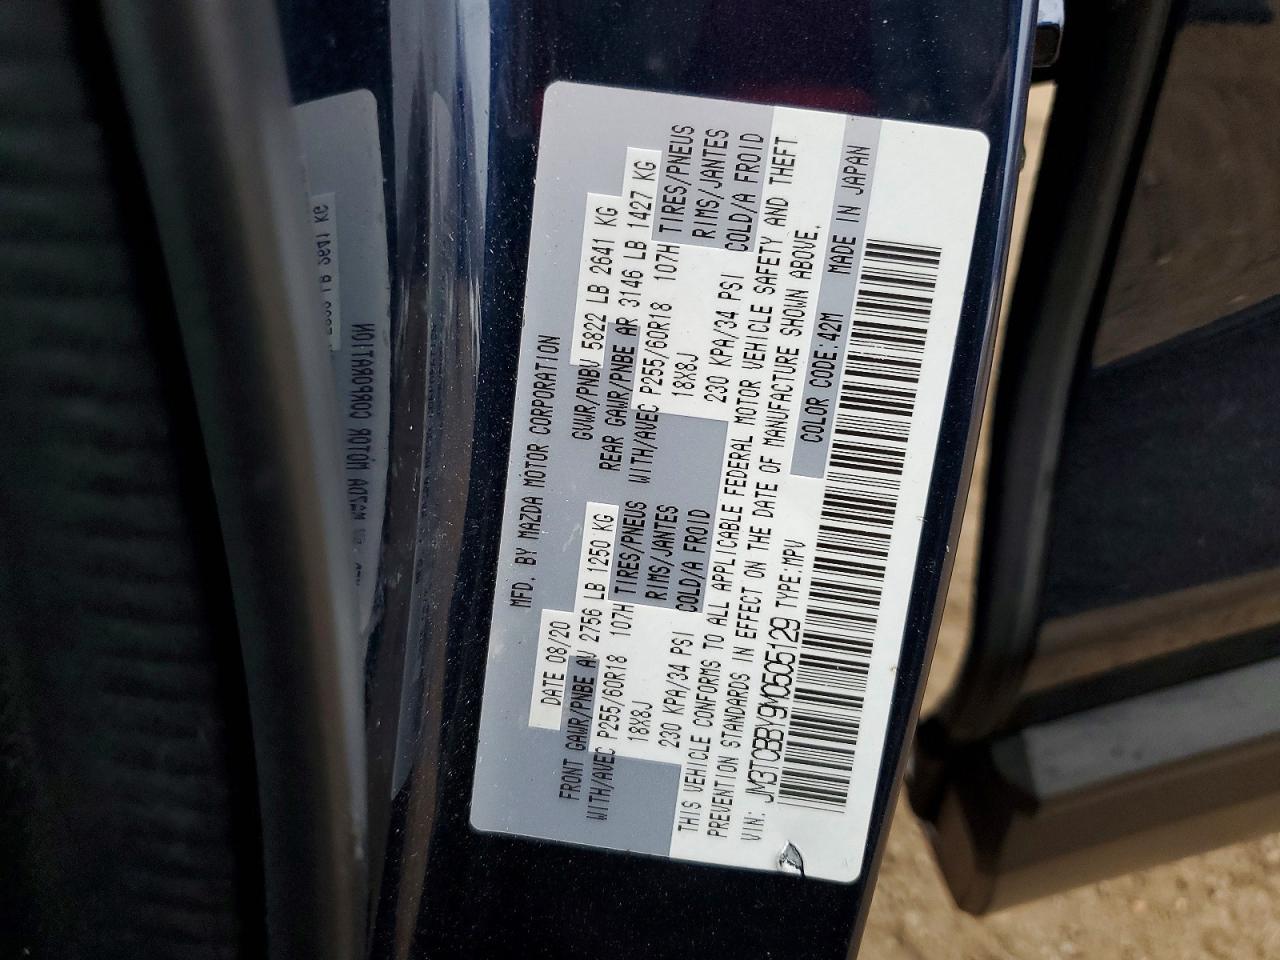 MFD. BY MAZDA MOTOR CORPORATION
DATE 08/20
GVWR/PNBV 5822 LB 2641 KG
FRONT GAWR/PNBE AV 2756 LB 1250 KG
REAR GAWR/PNBE AR 3146 LB 1427 KG
WITH/AVEC P255/60R18 107H TIRES/PNEUS
WITH/AVEC P255/60R18 107H TIRES/PNEUS
18X8J RIMS/JANTES
18X8J RIMS/JANTES
230 KPA/34 PSI COLD/A FROID
230 KPA/34 PSI COLD/A FROID
THIS VEHICLE CONFORMS TO ALL APPLICABLE FEDERAL MOTOR VEHICLE SAFETY AND THEFT
PREVENTION STANDARDS IN EFFECT ON THE DATE OF MANUFACTURE SHOWN ABOVE.
VIN: JM3TCBBY9M0505129 TYPE:MPV
COLOR CODE:42M MADE IN JAPAN